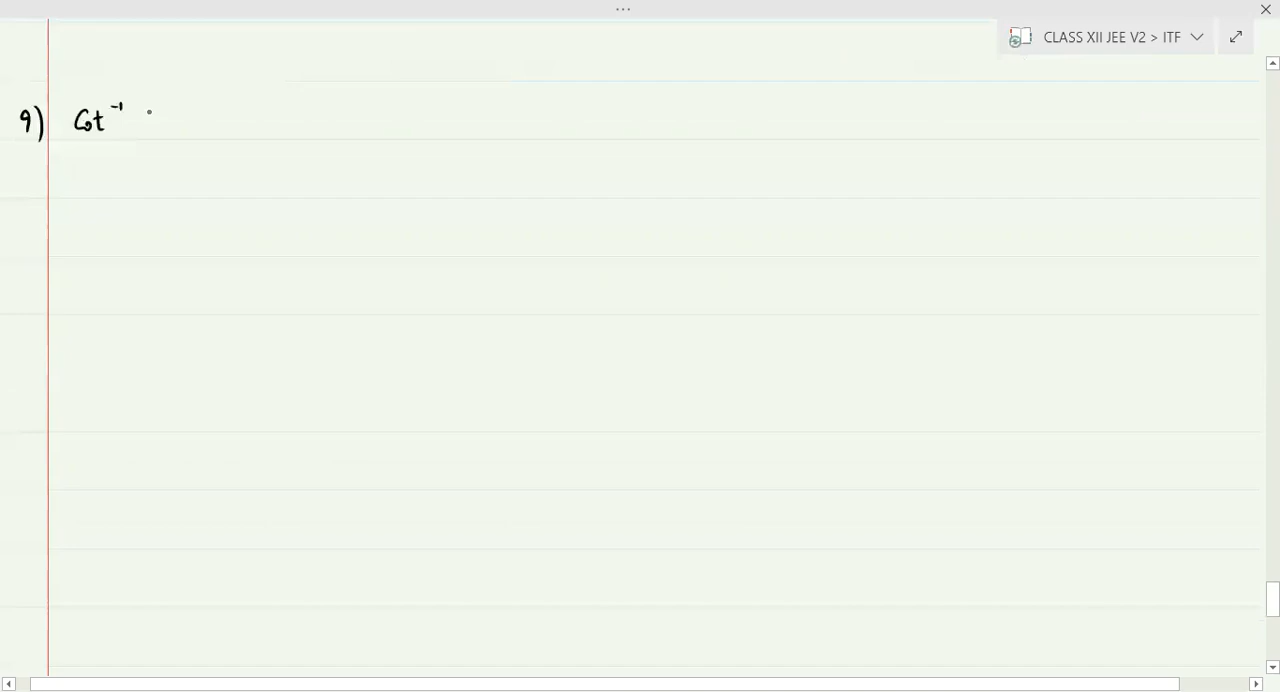 CLASS XII JEE V2 > ITF
9) Cot⁻¹